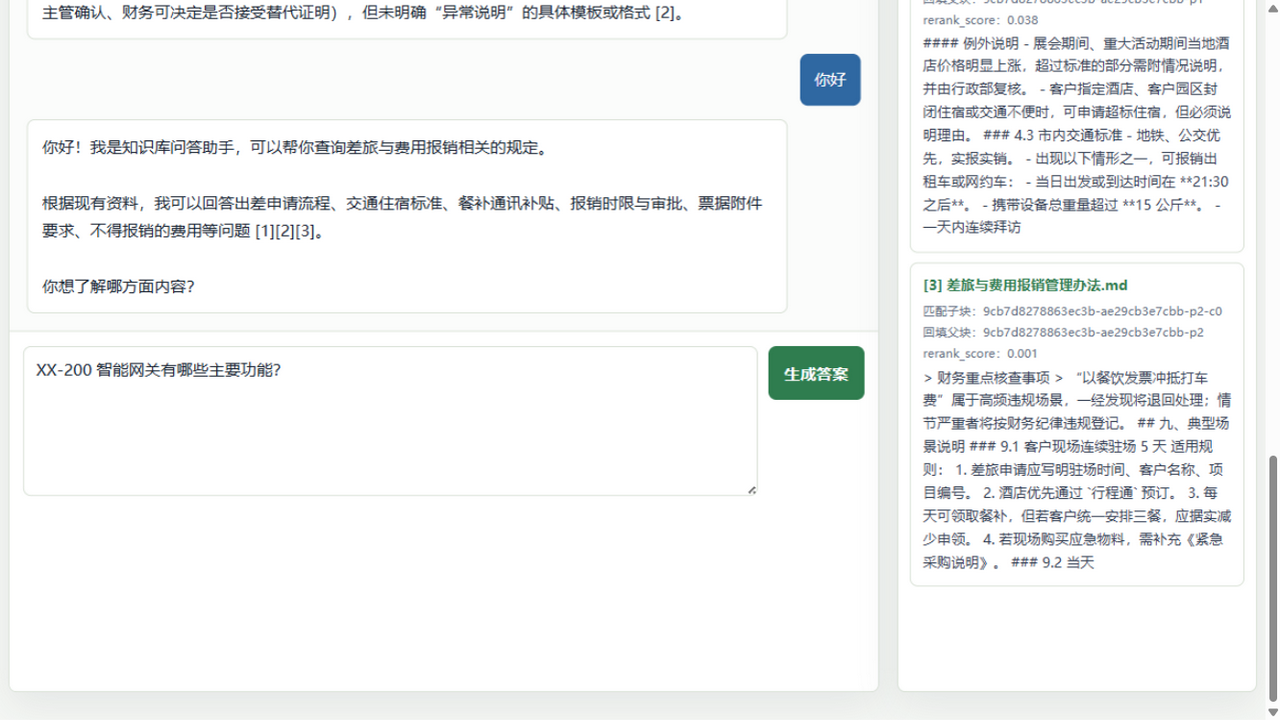 主管确认、财务可决定是否接受替代证明），但未明确“异常说明”的具体模板或格式 [2]。
你好
你好！我是知识库问答助手，可以帮你查询差旅与费用报销相关的规定。
根据现有资料，我可以回答出差申请流程、交通住宿标准、餐补通讯补贴、报销时限与审批、票据附件
要求、不得报销的费用等问题 [1][2][3]。
你想了解哪方面内容？
XX-200 智能网关有哪些主要功能?
生成答案
rerank_score：0.038
#### 例外说明 - 展会期间、重大活动期间当地酒
店价格明显上涨，超过标准的部分需附情况说明，
并由行政部复核。 - 客户指定酒店、客户园区封
闭住宿或交通不便时，可申请超标住宿，但必须说
明理由。 ### 4.3 市内交通标准 - 地铁、公交优
先，实报实销。 - 出现以下情形之一，可报销出
租车或网约车： - 当日出发或到达时间在 **21:30
之后**。 - 携带设备总重量超过 **15 公斤**。 -
一天内连续拜访
[3] 差旅与费用报销管理办法.md
匹配子块：9cb7d8278863ec3b-ae29cb3e7cbb-p2-c0
回填父块：9cb7d8278863ec3b-ae29cb3e7cbb-p2
rerank_score：0.001
> 财务重点核查事项 > “以餐饮发票冲抵打车
费”属于高频违规场景，一经发现将退回处理；情
节严重者将按财务纪律违规登记。 ## 九、典型场
景说明 ### 9.1 客户现场连续驻场 5 天 适用规
则： 1. 差旅申请应写明驻场时间、客户名称、项
目编号。 2. 酒店优先通过 `行程通` 预订。 3. 每
天可领取餐补，但若客户统一安排三餐，应据实减
少申领。 4. 若现场购买应急物料，需补充《紧急
采购说明》。 ### 9.2 当天